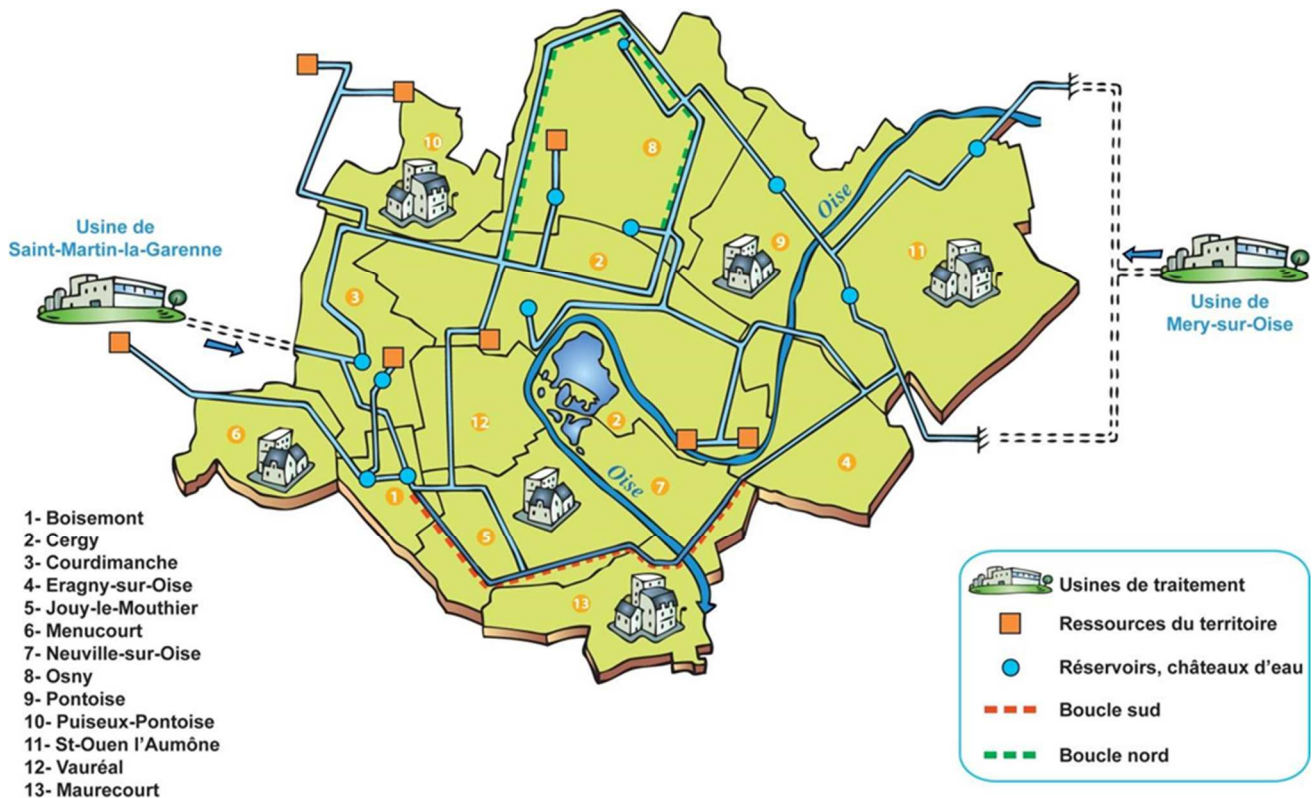 Usine de
Saint-Martin-la-Garenne
Usine de
Mery-sur-Oise
Oise
Oise
10
8
9
11
2
3
12
2
6
4
7
1
5
13
1- Boisemont
2- Cergy
3- Courdimanche
4- Eragny-sur-Oise
5- Jouy-le-Mouthier
6- Menucourt
7- Neuville-sur-Oise
8- Osny
9- Pontoise
10- Puiseux-Pontoise
11- St-Ouen l'Aumône
12- Vauréal
13- Maurecourt
Usines de traitement
Ressources du territoire
Réservoirs, châteaux d'eau
Boucle sud
Boucle nord